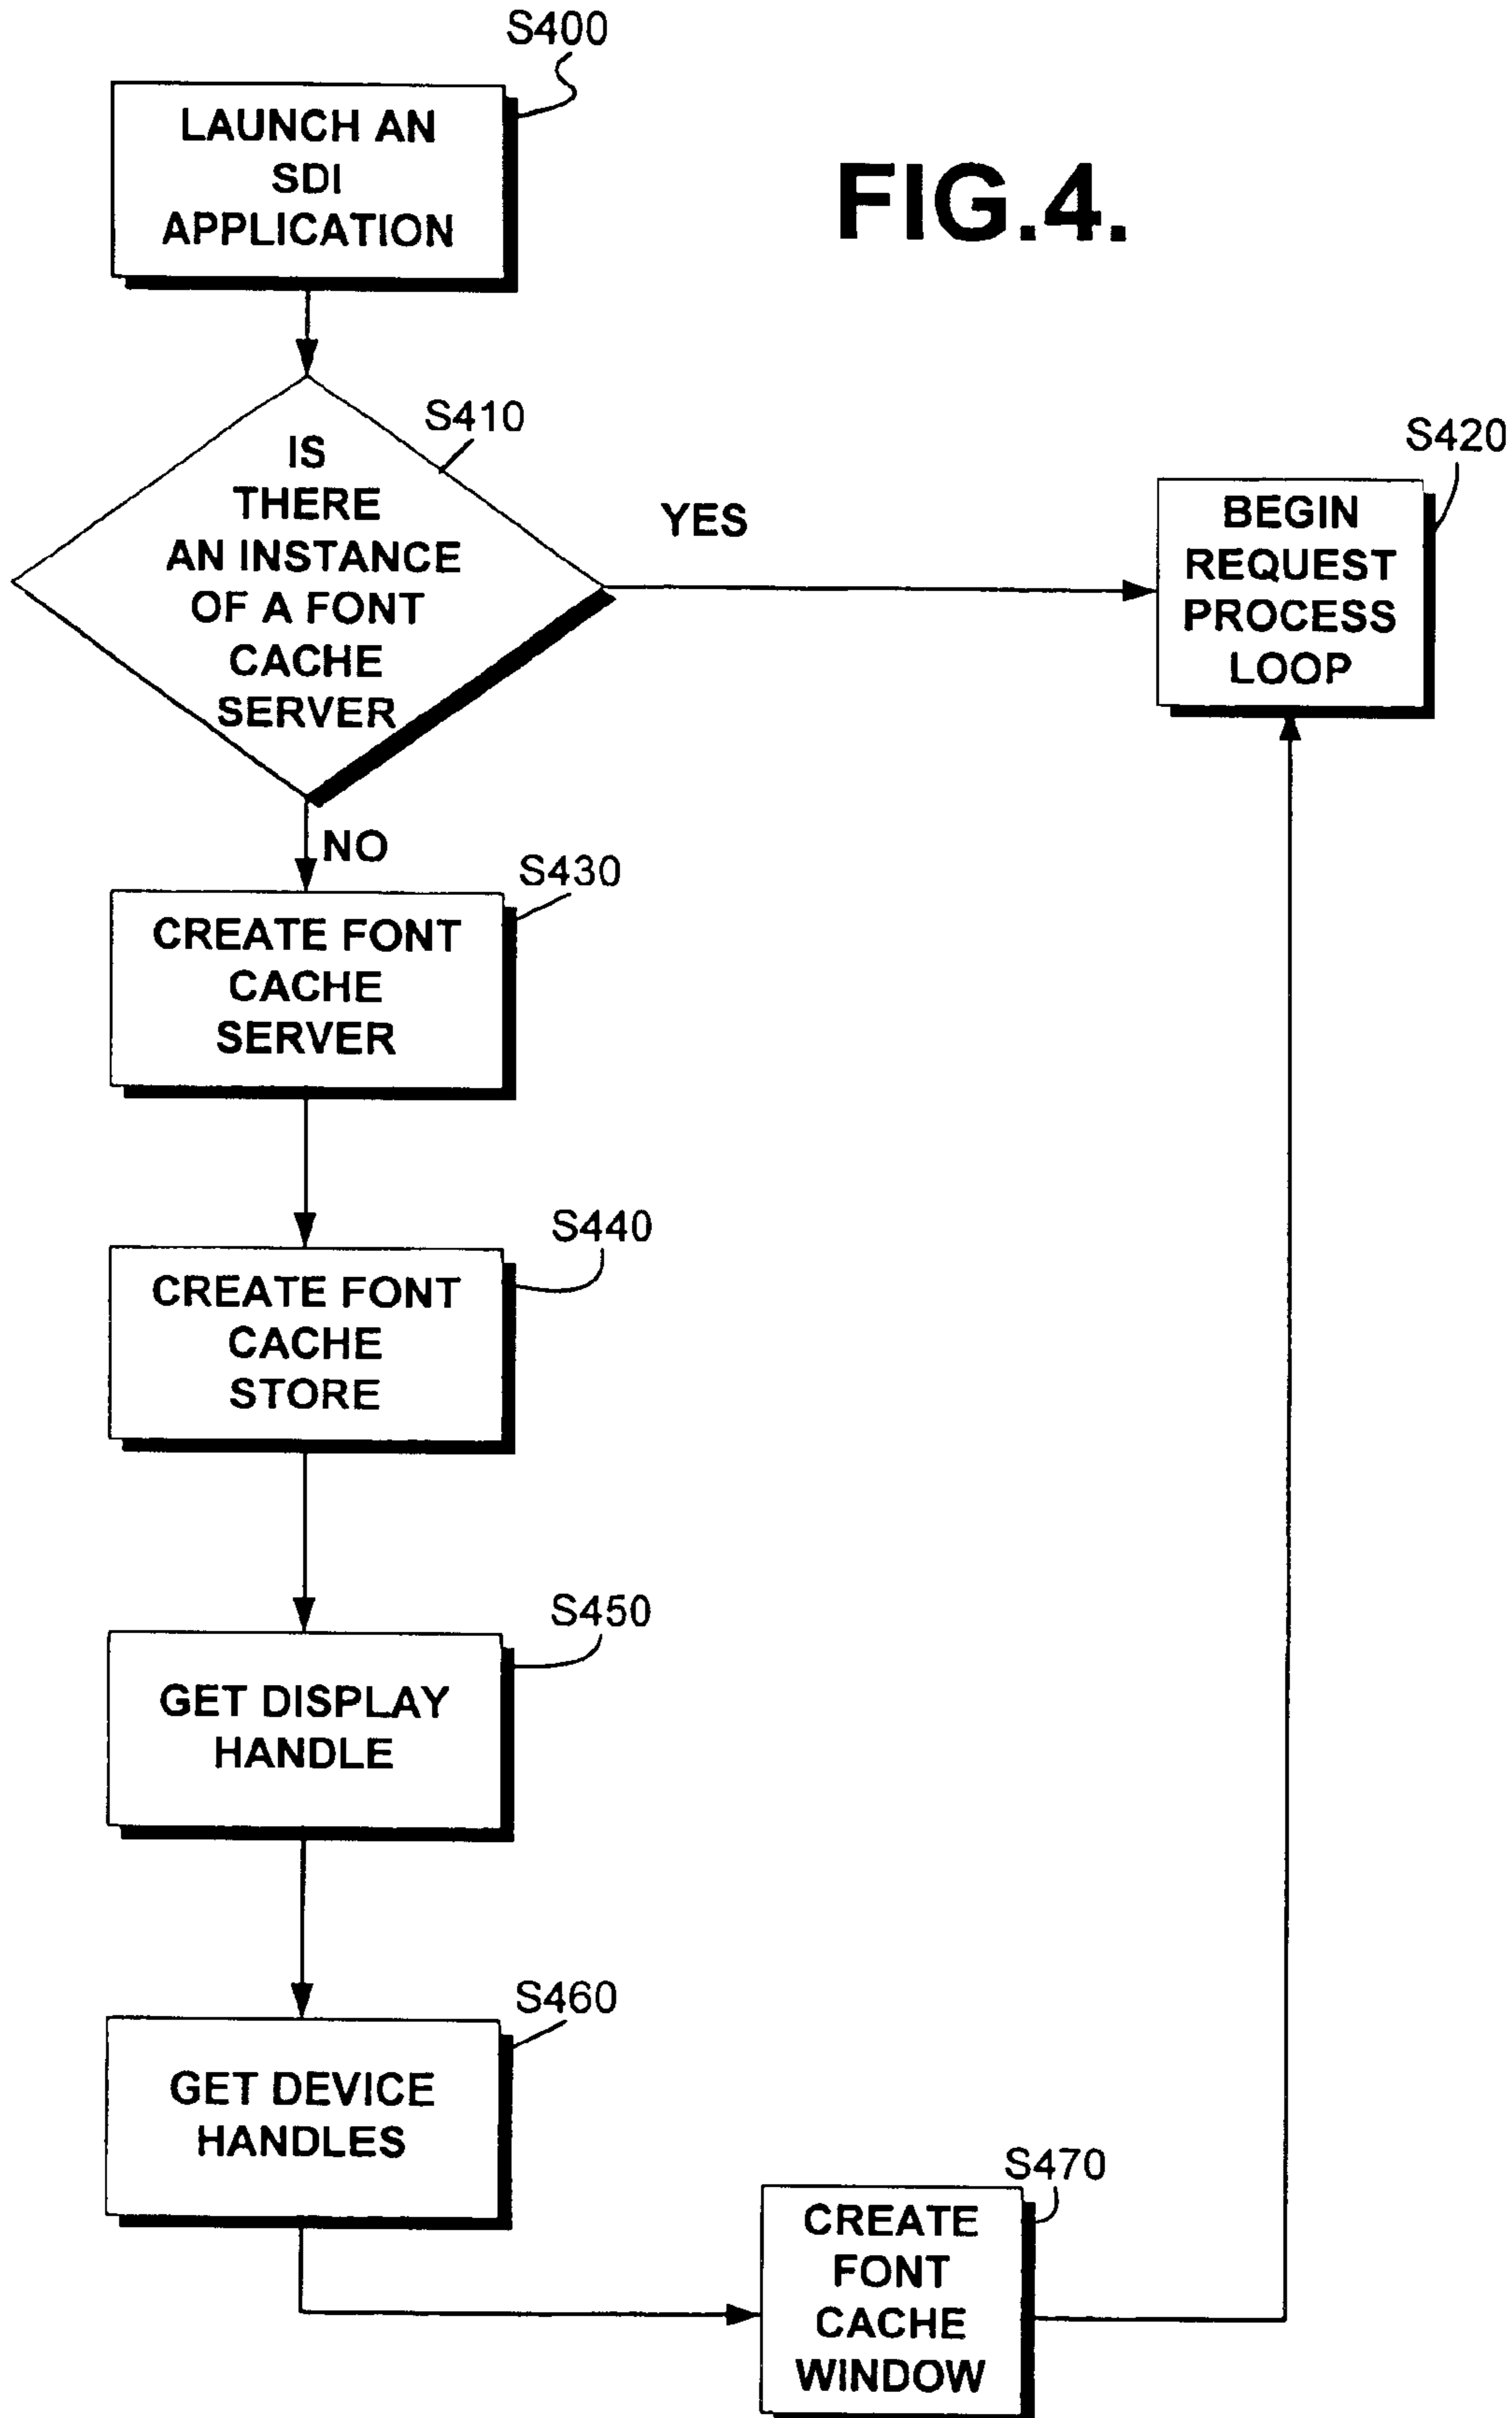 S400
LAUNCH AN
SDI
APPLICATION
FIG.4.
S410
IS
THERE
AN INSTANCE
OF A FONT
CACHE
SERVER
YES
S420
BEGIN
REQUEST
PROCESS
LOOP
NO
S430
CREATE FONT
CACHE
SERVER
S440
CREATE FONT
CACHE
STORE
S450
GET DISPLAY
HANDLE
S460
GET DEVICE
HANDLES
S470
CREATE
FONT
CACHE
WINDOW